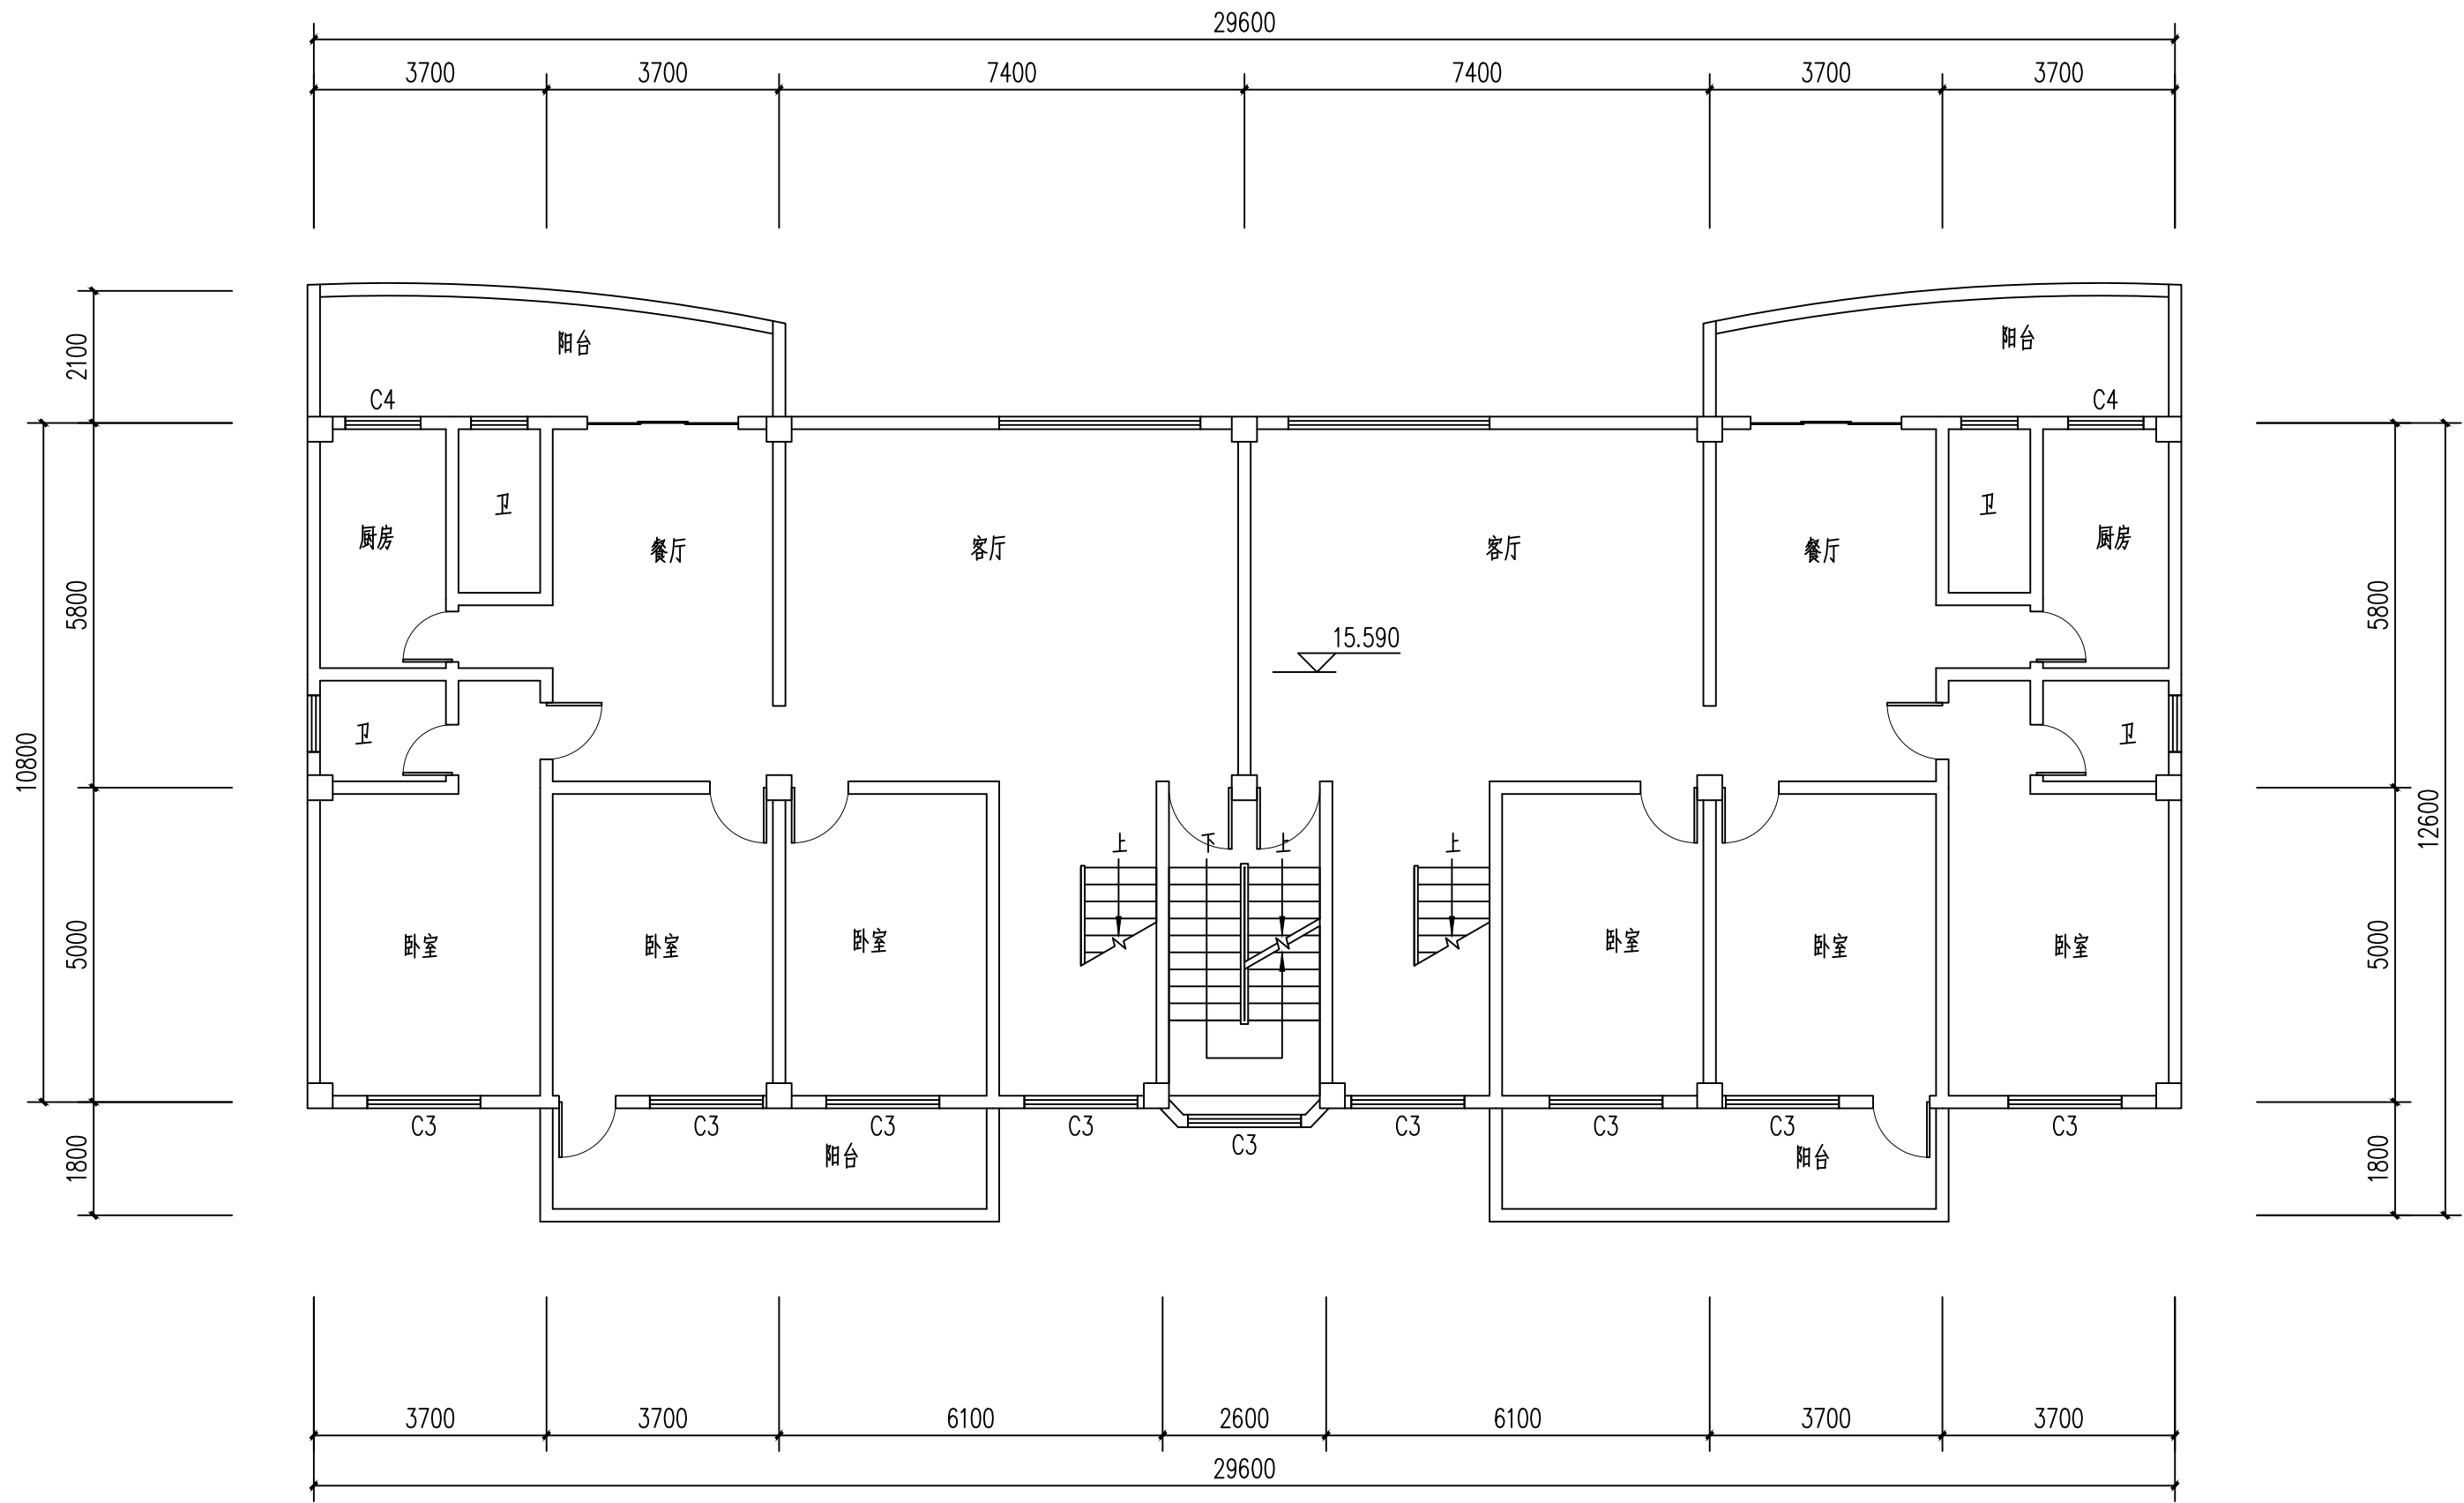 29600
3700 3700 7400 7400 3700 3700
2100
阳台 阳台
C4 C4
厨房 卫 餐厅 客厅 客厅 餐厅 卫 厨房
5800 5800
15.590
卫 卫
10800 12600
上 下 上 上
5000 卧室 卧室 卧室 卧室 卧室 卧室 5000
C3 C3 C3 C3 C3 C3 C3 C3 C3
1800 阳台 阳台 1800
3700 3700 6100 2600 6100 3700 3700
29600